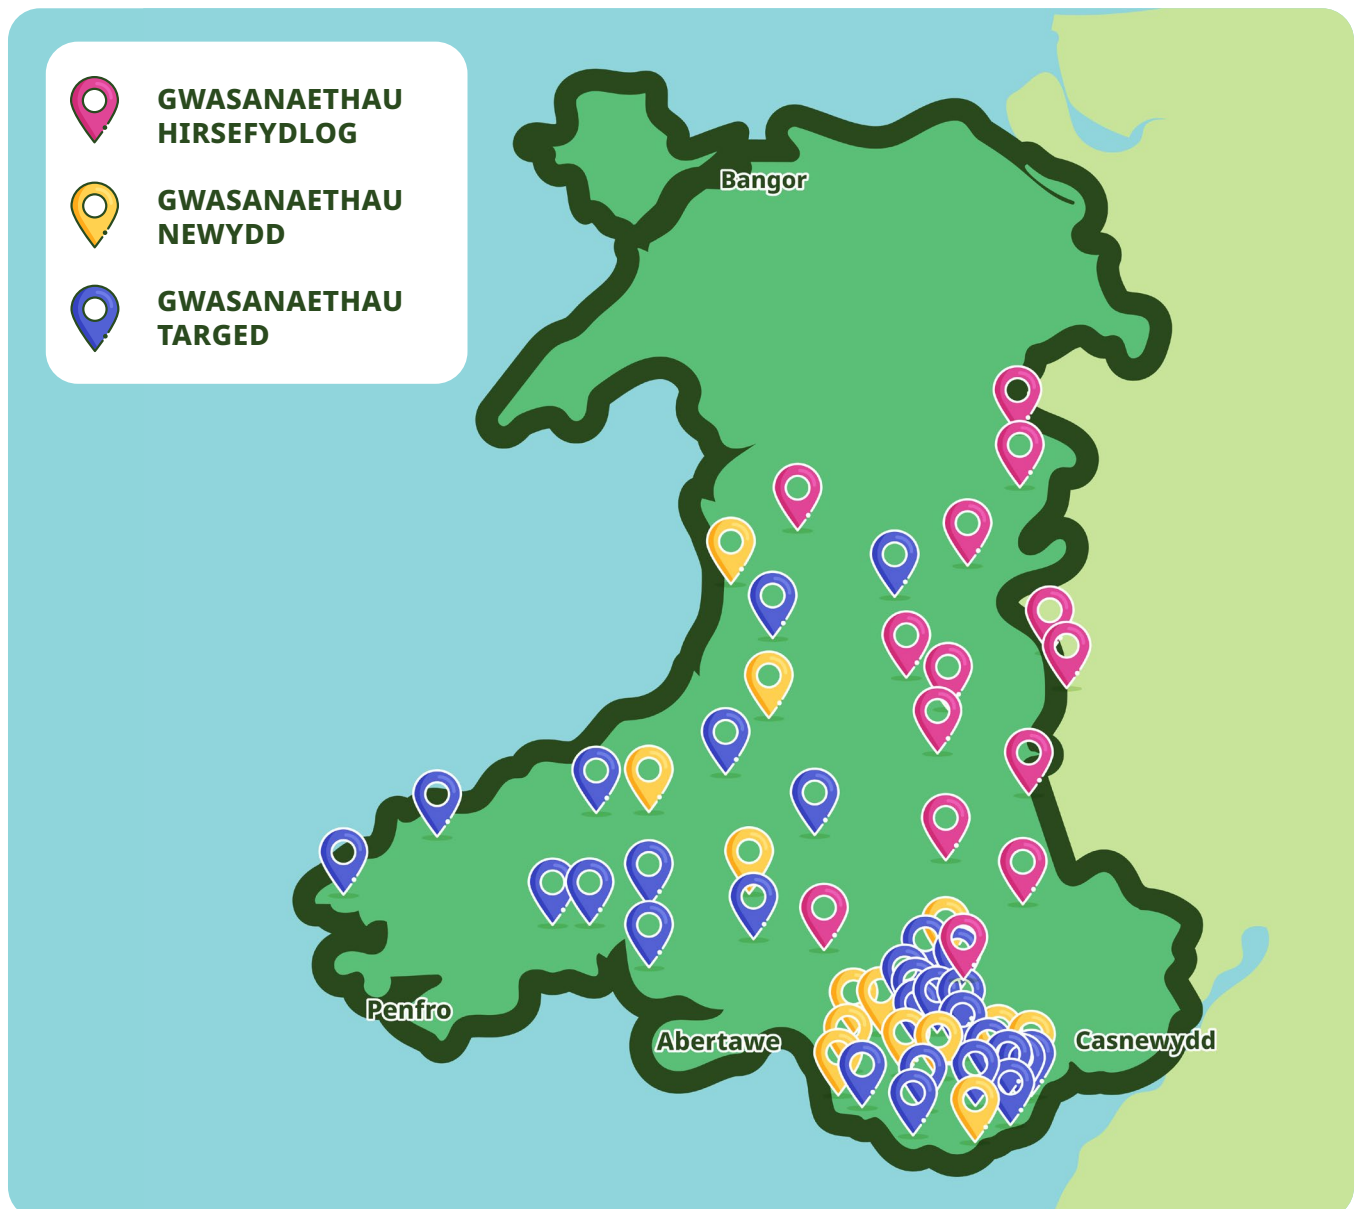 GWASANAETHAU
HIRSEFYDLOG
GWASANAETHAU
NEWYDD
GWASANAETHAU
TARGED
Bangor
Penfro
Abertawe
Casnewydd